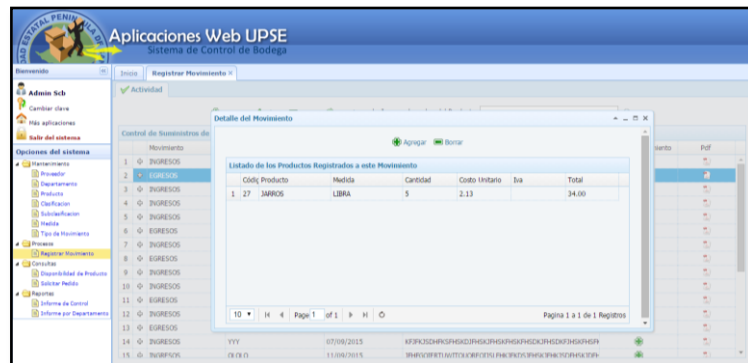 Aplicaciones Web UPSE
Sistema de Control de Bodega
Bienvenido
Admin Scb
Cambiar clave
Más aplicaciones
Salir del sistema
Opciones del sistema
Mantenimiento
Proveedor
Departamento
Producto
Clasificacion
Subclasificacion
Medida
Tipo de Movimiento
Procesos
Registrar Movimiento
Consultas
Disponibilidad de Producto
Solicitar Pedido
Reportes
Informe de Control
Informe por Departamento
Inicio
Registrar Movimiento
Actividad
Control de Suministros de
Movimiento
Pdf
1 INGRESOS
2 EGRESOS
3 INGRESOS
4 INGRESOS
5 INGRESOS
6 EGRESOS
7 INGRESOS
8 EGRESOS
9 INGRESOS
10 INGRESOS
11 EGRESOS
12 INGRESOS
13 EGRESOS
14 INGRESOS YYY 07/09/2015
15 INGRESOS OLOLO 11/09/2015
Detalle del Movimiento
Agregar Borrar
Listado de los Productos Registrados a este Movimiento
Códig Producto Medida Cantidad Costo Unitario Iva Total
1 27 JARROS LIBRA 5 2.13 34.00
10 Page 1 of 1 Pagina 1 a 1 de 1 Registros